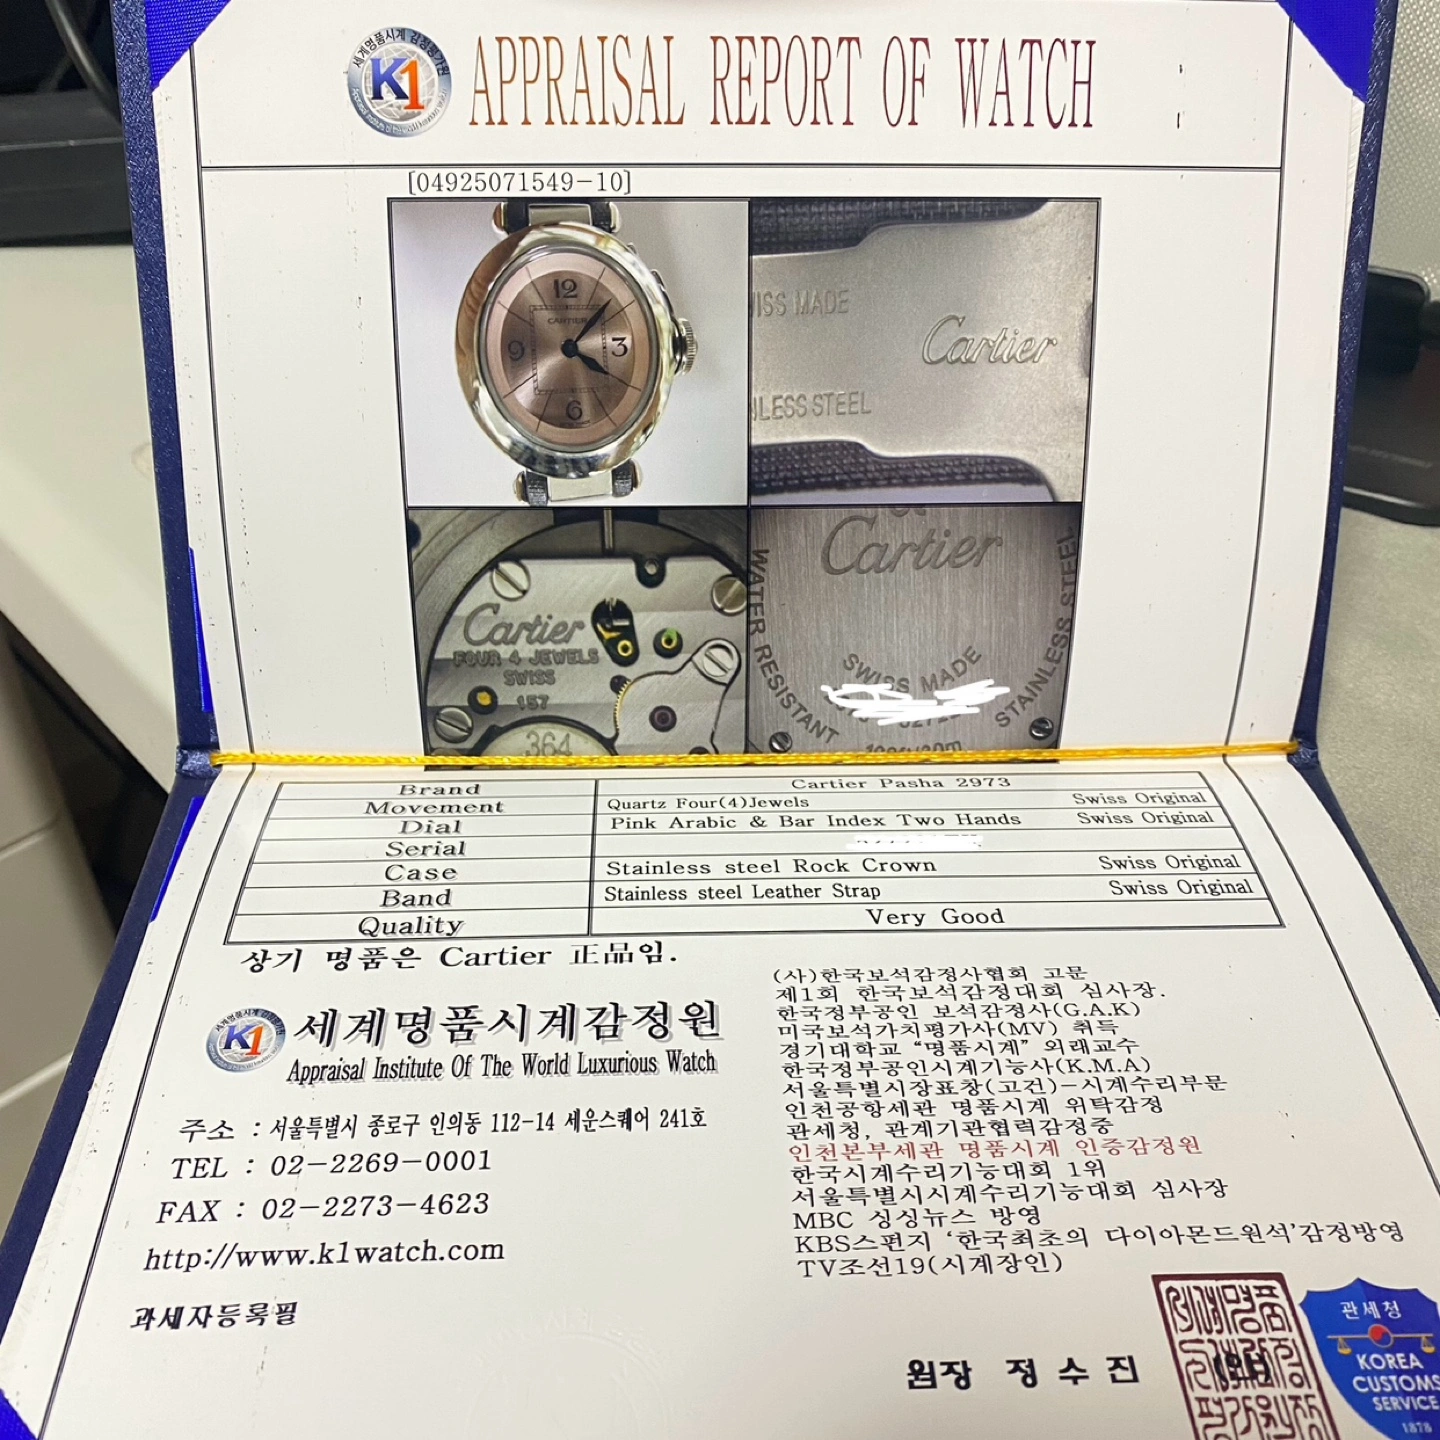 세계명품시계 감정평가원
K1
APPRAISAL REPORT OF WATCH
[04925071549-10]
12
CARTIER
9
3
6
ISS MADE
Cartier
LESS STEEL
Cartier
FOUR 4 JEWELS
SWISS
157
364
Cartier
WATER RESISTANT
SWISS MADE
STAINLESS STEEL
Brand Cartier Pasha 2973
Movement Quartz Four(4)Jewels Swiss Original
Dial Pink Arabic & Bar Index Two Hands Swiss Original
Serial
Case Stainless steel Rock Crown Swiss Original
Band Stainless steel Leather Strap Swiss Original
Quality Very Good
상기 명품은 Cartier 正品임.
K1 세계명품시계감정원
Appraisal Institute Of The World Luxurious Watch
주소 : 서울특별시 종로구 인의동 112-14 세운스퀘어 241호
TEL : 02-2269-0001
FAX : 02-2273-4623
http://www.k1watch.com
과세자등록필
(사)한국보석감정사협회 고문
제1회 한국보석감정대회 심사장.
한국정부공인 보석감정사(G.A.K)
미국보석가치평가사(MV) 취득
경기대학교 “명품시계” 외래교수
한국정부공인시계기능사(K.M.A)
서울특별시장표창(고건)-시계수리부문
인천공항세관 명품시계 위탁감정
관세청, 관계기관협력감정중
인천본부세관 명품시계 인증감정원
한국시계수리기능대회 1위
서울특별시시계수리기능대회 심사장
MBC 싱싱뉴스 방영
KBS스펀지 ‘한국최초의 다이아몬드원석’감정방영
TV조선19(시계장인)
원장 정 수 진 (인)
관세청
KOREA
CUSTOMS
SERVICE
1878